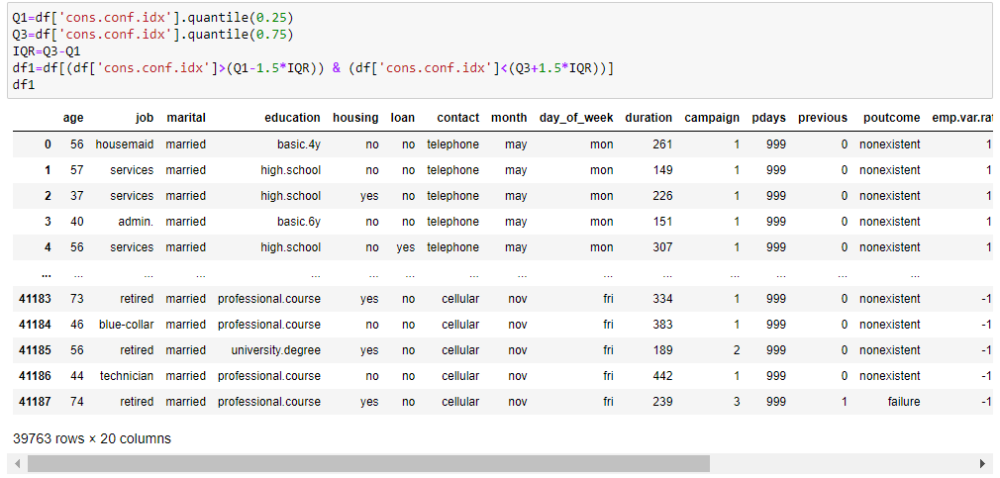 Q1=df['cons.conf.idx'].quantile(0.25)
Q3=df['cons.conf.idx'].quantile(0.75)
IQR=Q3-Q1
df1=df[(df['cons.conf.idx']>(Q1-1.5*IQR)) & (df['cons.conf.idx']<(Q3+1.5*IQR))]
df1
age job marital education housing loan contact month day_of_week duration campaign pdays previous poutcome emp.var.rat
0 56 housemaid married basic.4y no no telephone may mon 261 1 999 0 nonexistent 1
1 57 services married high.school no no telephone may mon 149 1 999 0 nonexistent 1
2 37 services married high.school yes no telephone may mon 226 1 999 0 nonexistent 1
3 40 admin. married basic.6y no no telephone may mon 151 1 999 0 nonexistent 1
4 56 services married high.school no yes telephone may mon 307 1 999 0 nonexistent 1
... ... ... ... ... ... ... ... ... ... ... ... ... ... ...
41183 73 retired married professional.course yes no cellular nov fri 334 1 999 0 nonexistent -1
41184 46 blue-collar married professional.course no no cellular nov fri 383 1 999 0 nonexistent -1
41185 56 retired married university.degree yes no cellular nov fri 189 2 999 0 nonexistent -1
41186 44 technician married professional.course no no cellular nov fri 442 1 999 0 nonexistent -1
41187 74 retired married professional.course yes no cellular nov fri 239 3 999 1 failure -1
39763 rows × 20 columns